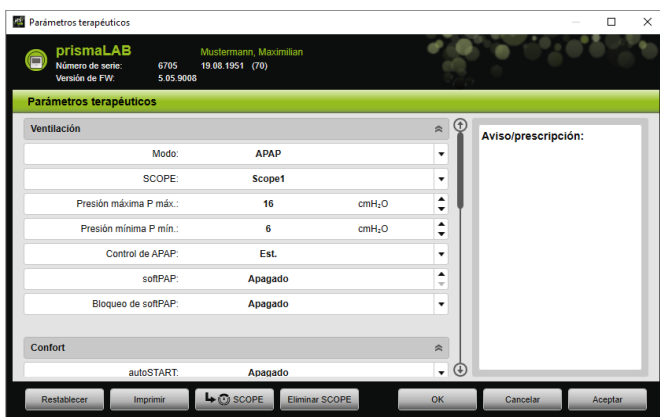 Parámetros terapéuticos
prismaLAB Mustermann, Maximilian
Número de serie: 6705 19.08.1951 (70)
Versión de FW: 5.05.9008
Parámetros terapéuticos
Ventilación
Aviso/prescripción:
Modo: APAP
SCOPE: Scope1
Presión máxima P máx.: 16 cmH₂O
Presión mínima P mín.: 6 cmH₂O
Control de APAP: Est.
softPAP: Apagado
Bloqueo de softPAP: Apagado
Confort
autoSTART: Apagado
Restablecer Imprimir SCOPE Eliminar SCOPE OK Cancelar Aceptar